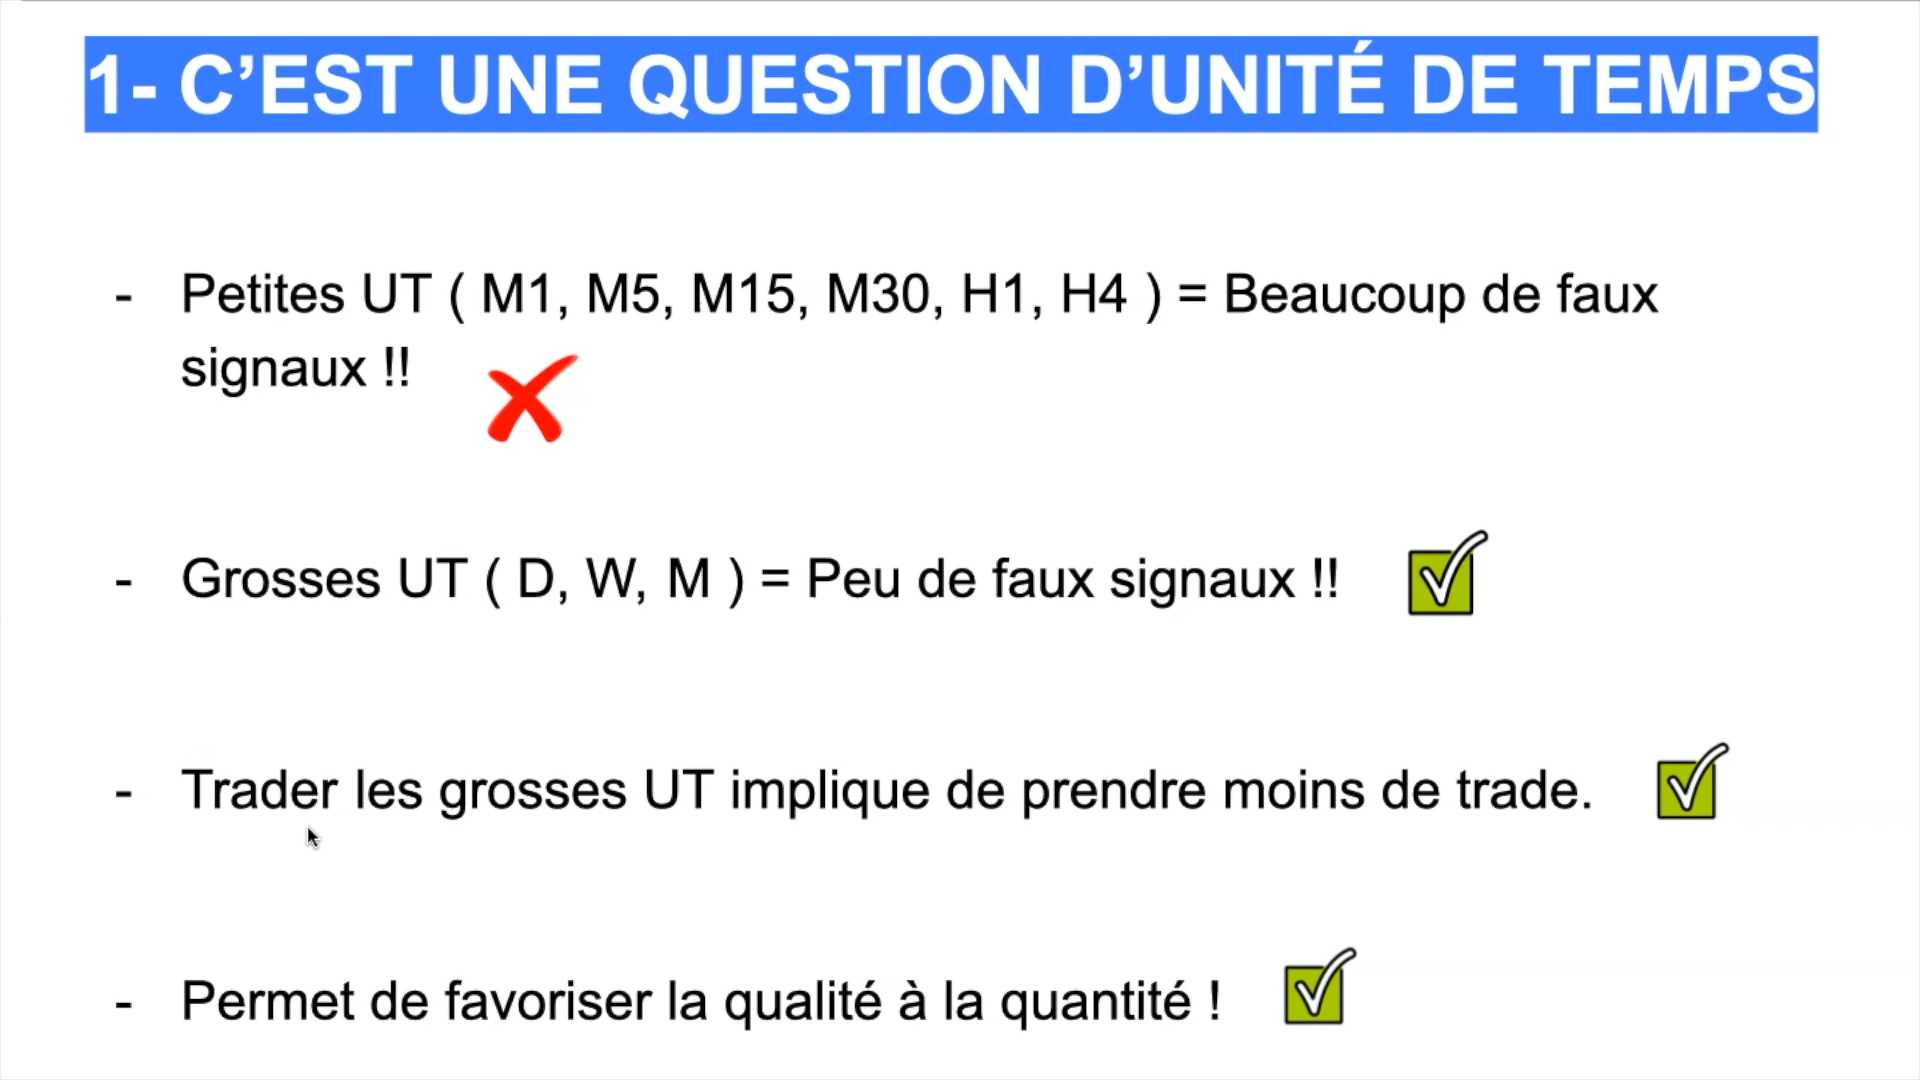 1- C’EST UNE QUESTION D’UNITÉ DE TEMPS
- Petites UT ( M1, M5, M15, M30, H1, H4 ) = Beaucoup de faux
signaux !!
- Grosses UT ( D, W, M ) = Peu de faux signaux !!
- Trader les grosses UT implique de prendre moins de trade.
- Permet de favoriser la qualité à la quantité !